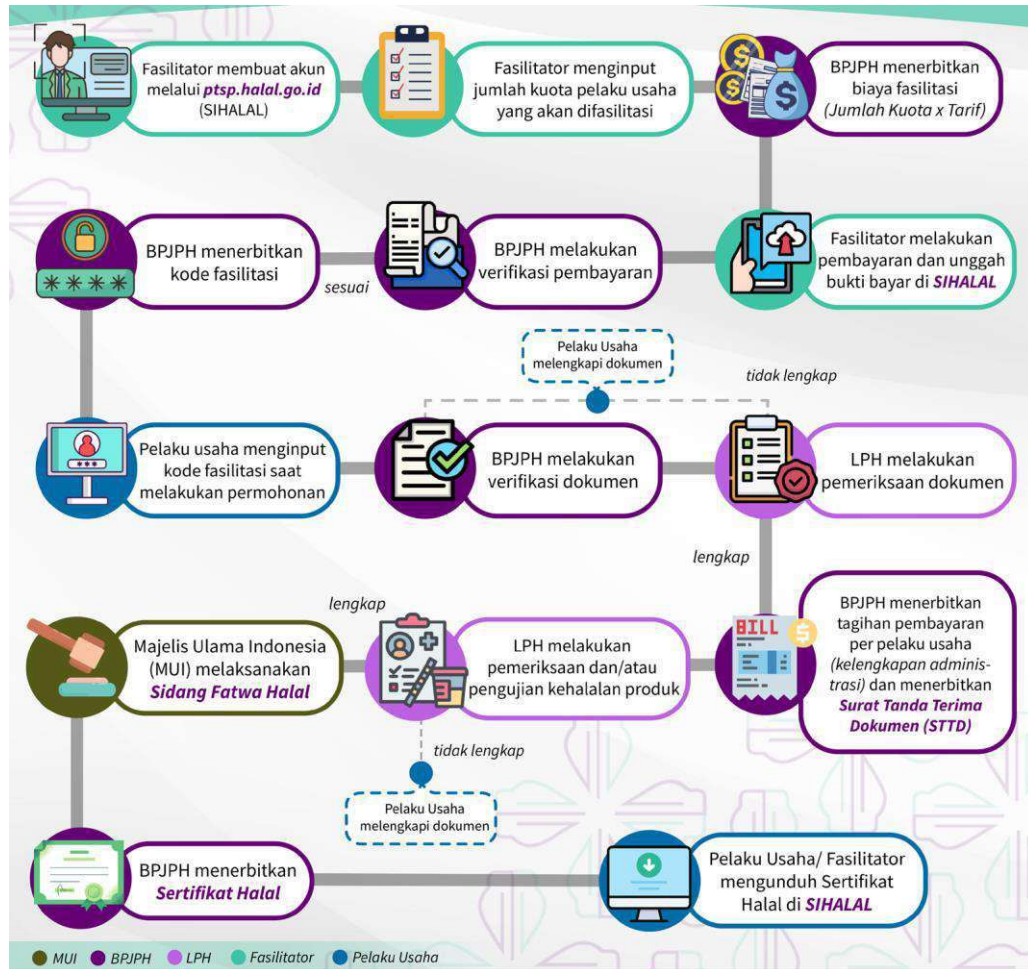 Fasilitator membuat akun
melalui ptsp.halal.go.id
(SIHALAL)
Fasilitator menginput
jumlah kuota pelaku usaha
yang akan difasilitasi
BPJPH menerbitkan
biaya fasilitasi
(Jumlah Kuota x Tarif)
Fasilitator melakukan
pembayaran dan unggah
bukti bayar di SIHALAL
BPJPH melakukan
verifikasi pembayaran
sesuai
BPJPH menerbitkan
kode fasilitasi
Pelaku usaha menginput
kode fasilitasi saat
melakukan permohonan
BPJPH melakukan
verifikasi dokumen
Pelaku Usaha
melengkapi dokumen
tidak lengkap
LPH melakukan
pemeriksaan dokumen
lengkap
BILL
BPJPH menerbitkan
tagihan pembayaran
per pelaku usaha
(kelengkapan adminis-
trasi) dan menerbitkan
Surat Tanda Terima
Dokumen (STTD)
LPH melakukan
pemeriksaan dan/atau
pengujian kehalalan produk
tidak lengkap
Pelaku Usaha
melengkapi dokumen
lengkap
Majelis Ulama Indonesia
(MUI) melaksanakan
Sidang Fatwa Halal
BPJPH menerbitkan
Sertifikat Halal
Pelaku Usaha/ Fasilitator
mengunduh Sertifikat
Halal di SIHALAL
MUI BPJPH LPH Fasilitator Pelaku Usaha